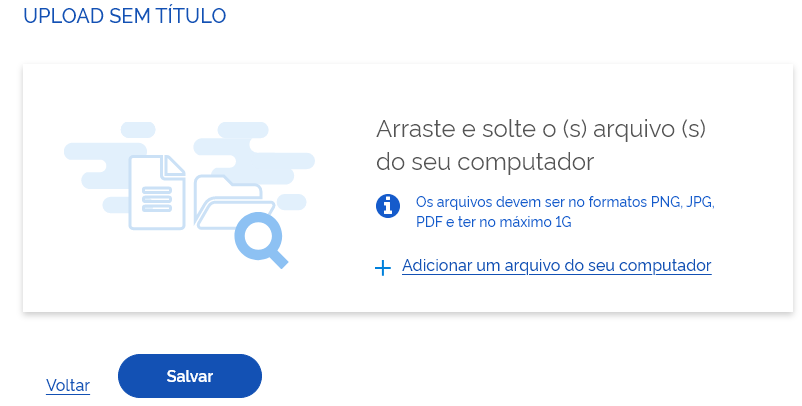 UPLOAD SEM TÍTULO
Arraste e solte o (s) arquivo (s)
do seu computador
Os arquivos devem ser no formatos PNG, JPG,
PDF e ter no máximo 1G
Adicionar um arquivo do seu computador
Voltar
Salvar